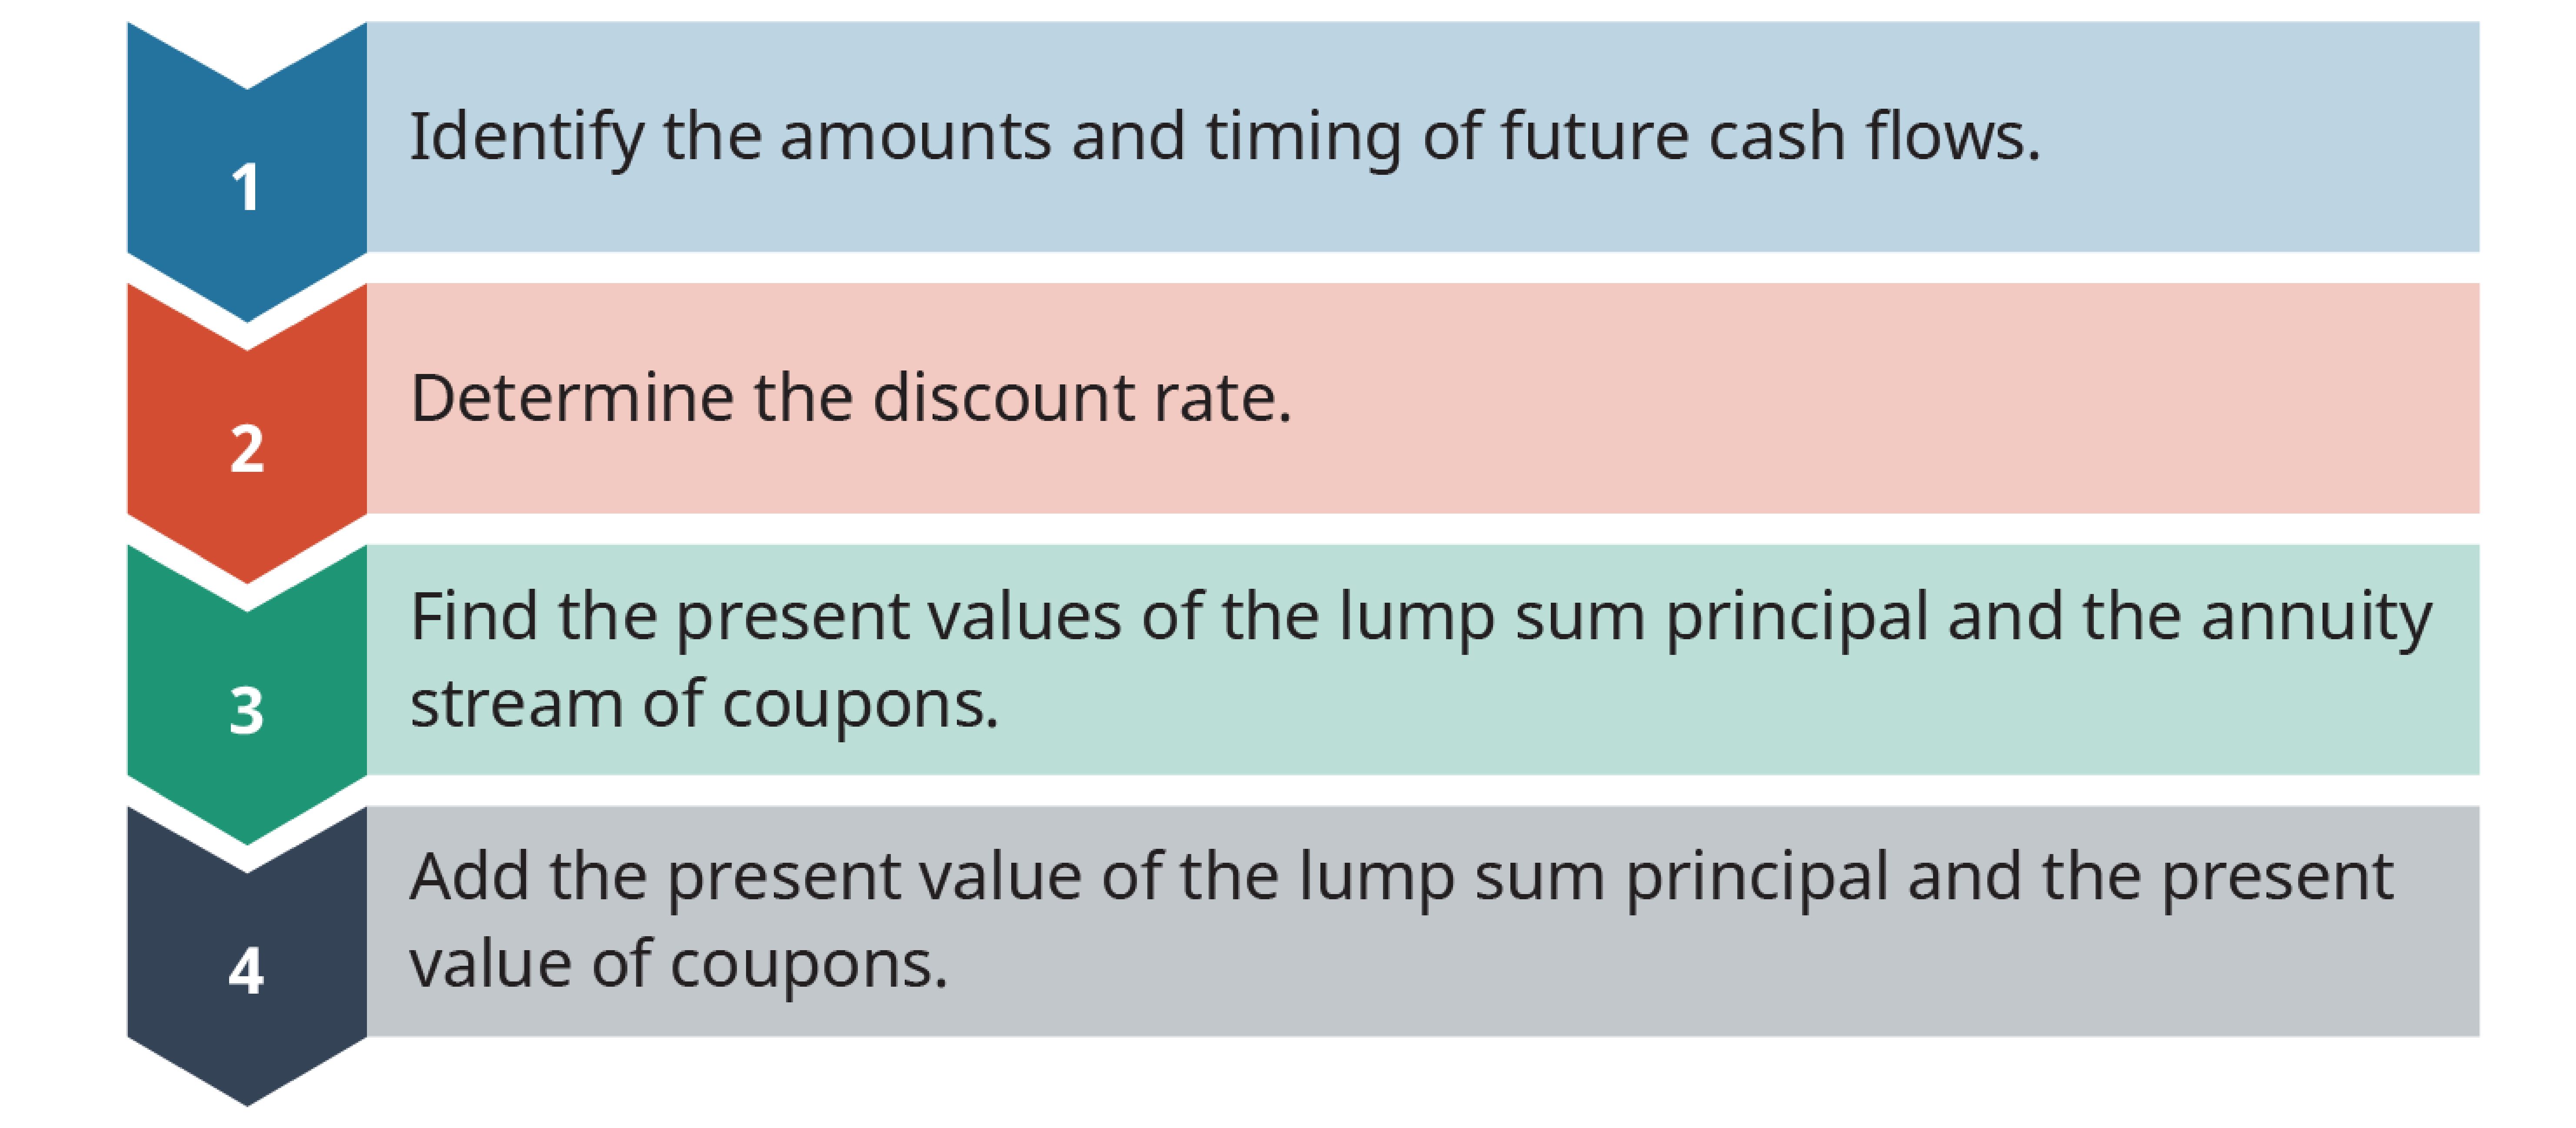 1
Identify the amounts and timing of future cash flows.
2
Determine the discount rate.
3
Find the present values of the lump sum principal and the annuity
stream of coupons.
4
Add the present value of the lump sum principal and the present
value of coupons.